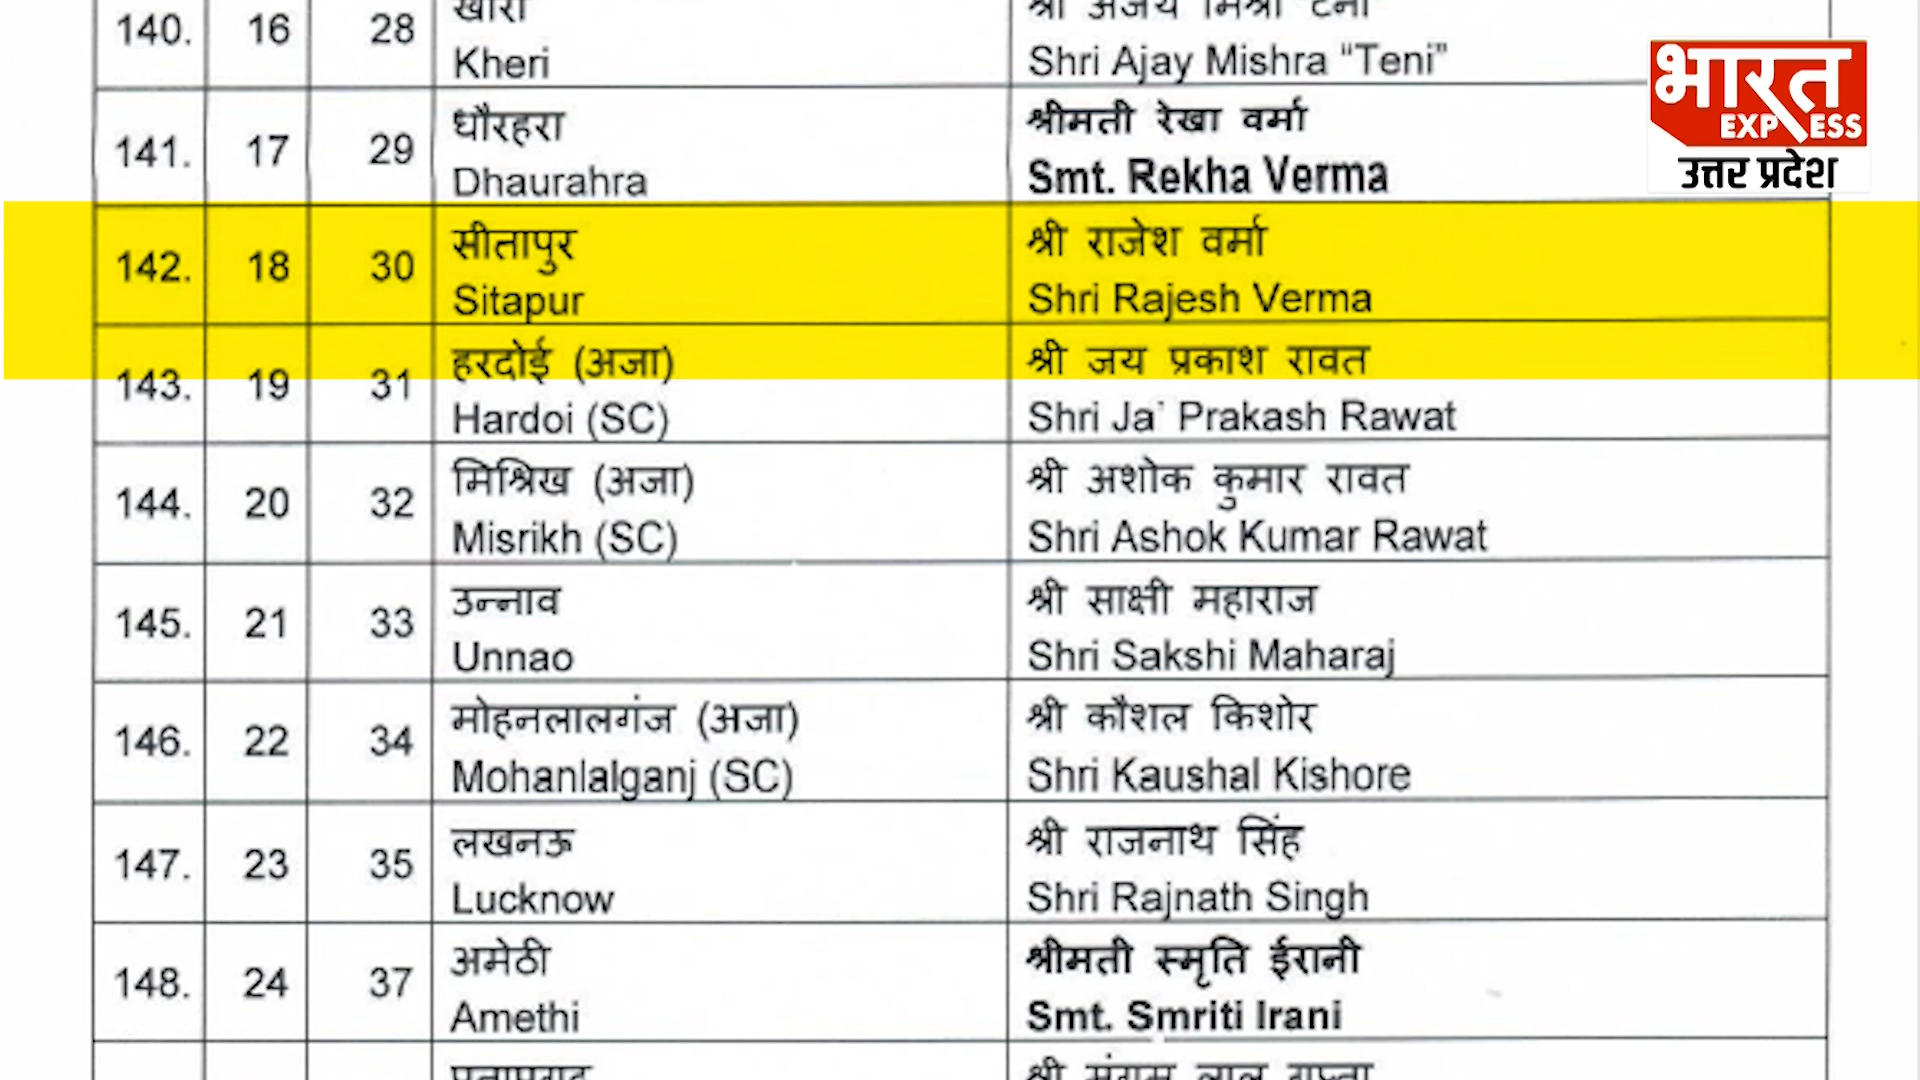 140. 16 28 खीरी श्री अजय मिश्रा "टेनी"
Kheri Shri Ajay Mishra “Teni”
भारत
EXPRESS
उत्तर प्रदेश
141. 17 29 धौरहरा श्रीमती रेखा वर्मा
Dhaurahra Smt. Rekha Verma
142. 18 30 सीतापुर श्री राजेश वर्मा
Sitapur Shri Rajesh Verma
143. 19 31 हरदोई (अजा) श्री जय प्रकाश रावत
Hardoi (SC) Shri Ja' Prakash Rawat
144. 20 32 मिश्रिख (अजा) श्री अशोक कुमार रावत
Misrikh (SC) Shri Ashok Kumar Rawat
145. 21 33 उन्नाव श्री साक्षी महाराज
Unnao Shri Sakshi Maharaj
146. 22 34 मोहनलालगंज (अजा) श्री कौशल किशोर
Mohanlalganj (SC) Shri Kaushal Kishore
147. 23 35 लखनऊ श्री राजनाथ सिंह
Lucknow Shri Rajnath Singh
148. 24 37 अमेठी श्रीमती स्मृति ईरानी
Amethi Smt. Smriti Irani
प्रतापगढ़ श्री संगम लाल गुप्ता